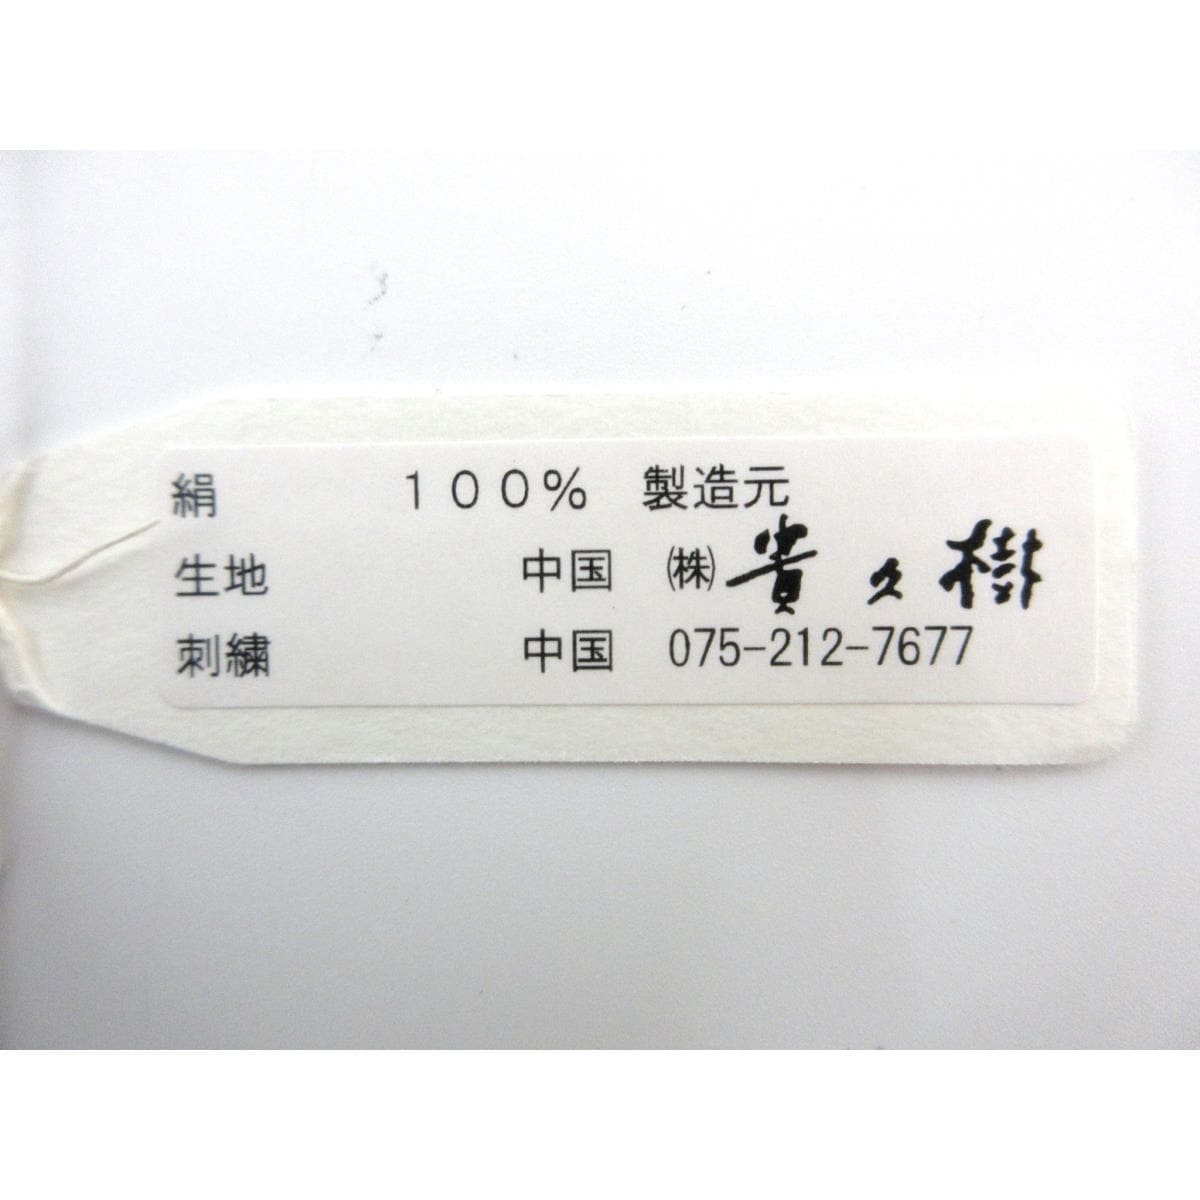 絹 １００％ 製造元
生地 中国 ㈱貴久樹
刺繍 中国 075-212-7677